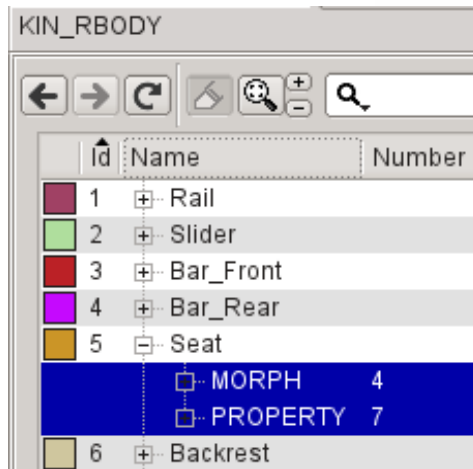 KIN_RBODY
Id Name Number
1 Rail
2 Slider
3 Bar_Front
4 Bar_Rear
5 Seat
MORPH 4
PROPERTY 7
6 Backrest